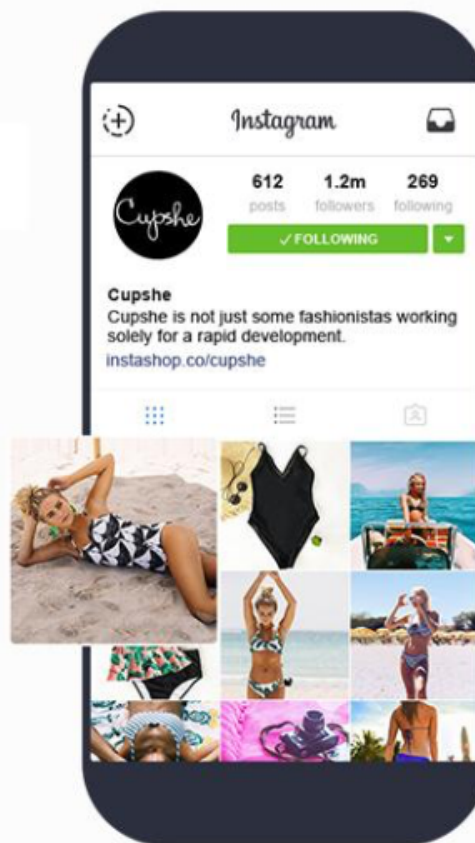 Instagram
612 1.2m 269
posts followers following
Cupshe
✓ FOLLOWING
Cupshe
Cupshe is not just some fashionistas working
solely for a rapid development.
instashop.co/cupshe